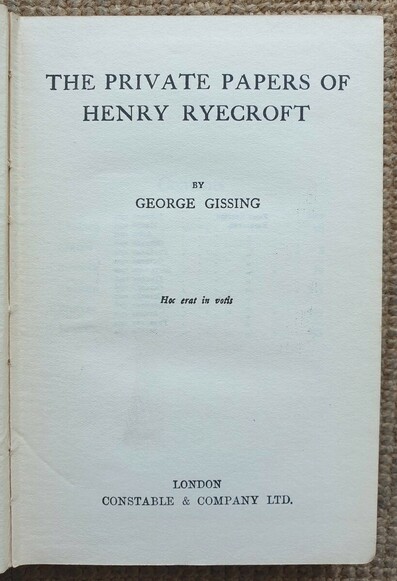 THE PRIVATE PAPERS OF
HENRY RYECROFT
BY
GEORGE GISSING
Hoc erat in votis
LONDON
CONSTABLE & COMPANY LTD.